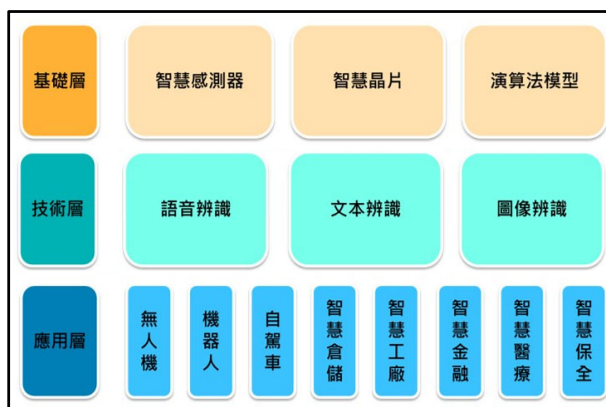 基礎層
智慧感測器
智慧晶片
演算法模型
技術層
語音辨識
文本辨識
圖像辨識
應用層
無人機
機器人
自駕車
智慧倉儲
智慧工廠
智慧金融
智慧醫療
智慧保全